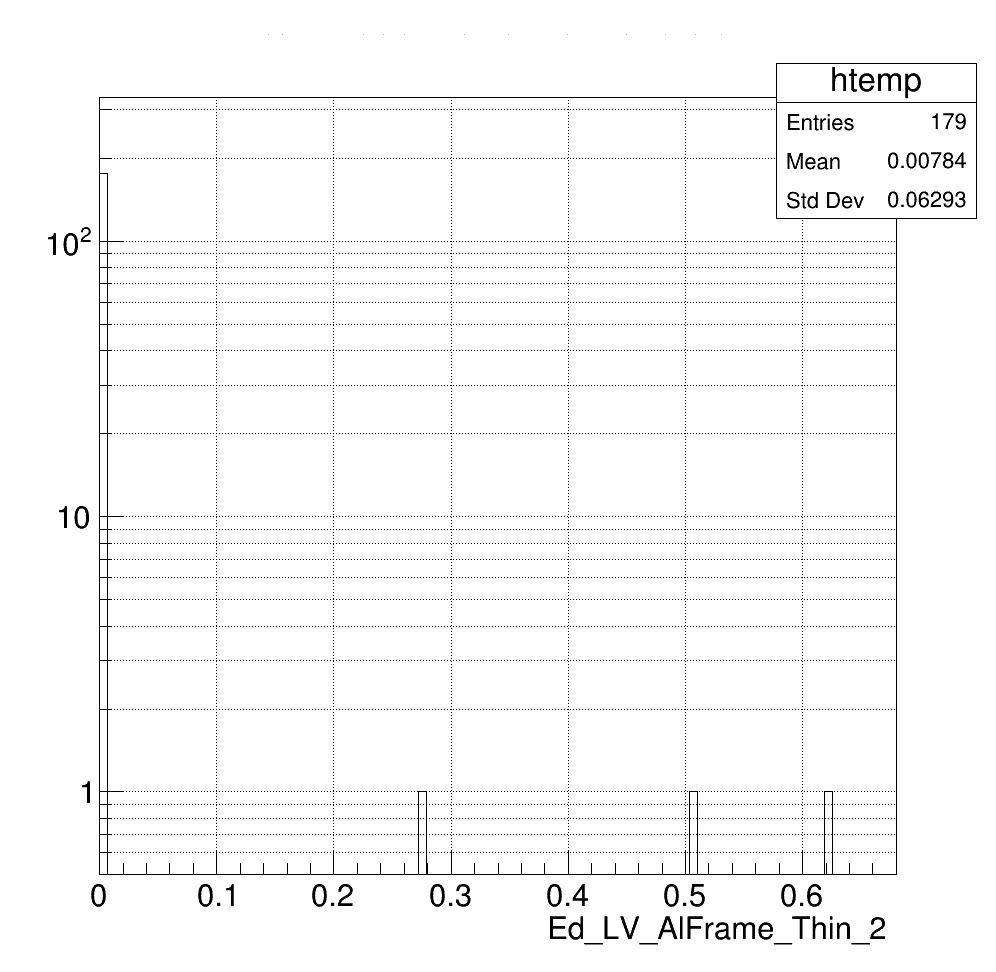 htemp
Entries 179
Mean 0.00784
Std Dev 0.06293
10²
10
1
0 0.1 0.2 0.3 0.4 0.5 0.6
Ed_LV_AlFrame_Thin_2